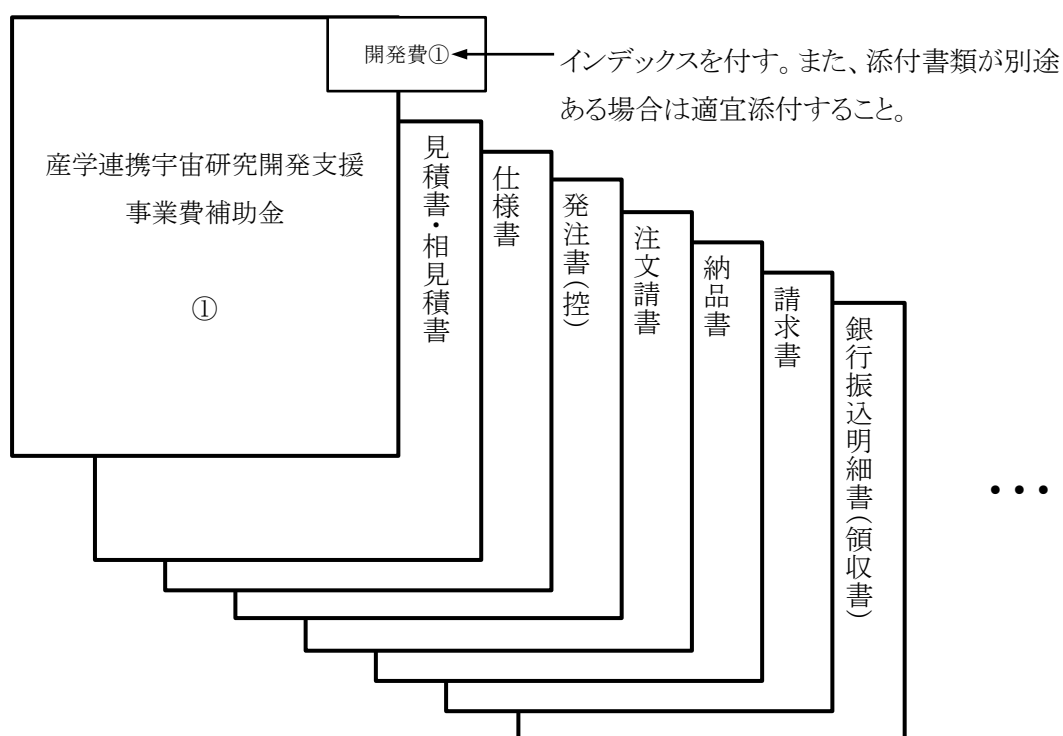 開発費①
インデックスを付す。また、添付書類が別途
ある場合は適宜添付すること。
産学連携宇宙研究開発支援
事業費補助金
①
見積書・相見積書
仕様書
発注書(控)
注文請書
納品書
請求書
銀行振込明細書(領収書)
・・・